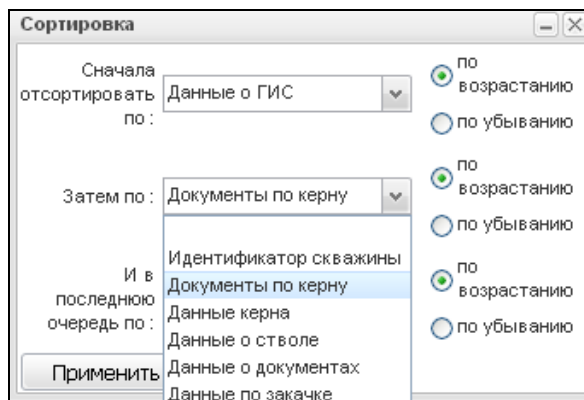 Сортировка
Сначала отсортировать по :
Данные о ГИС
по возрастанию
по убыванию
Затем по :
Документы по керну
по возрастанию
по убыванию
Идентификатор скважины
Документы по керну
Данные керна
Данные о стволе
Данные о документах
Данные по закачке
И в последнюю очередь по :
по возрастанию
по убыванию
Применить